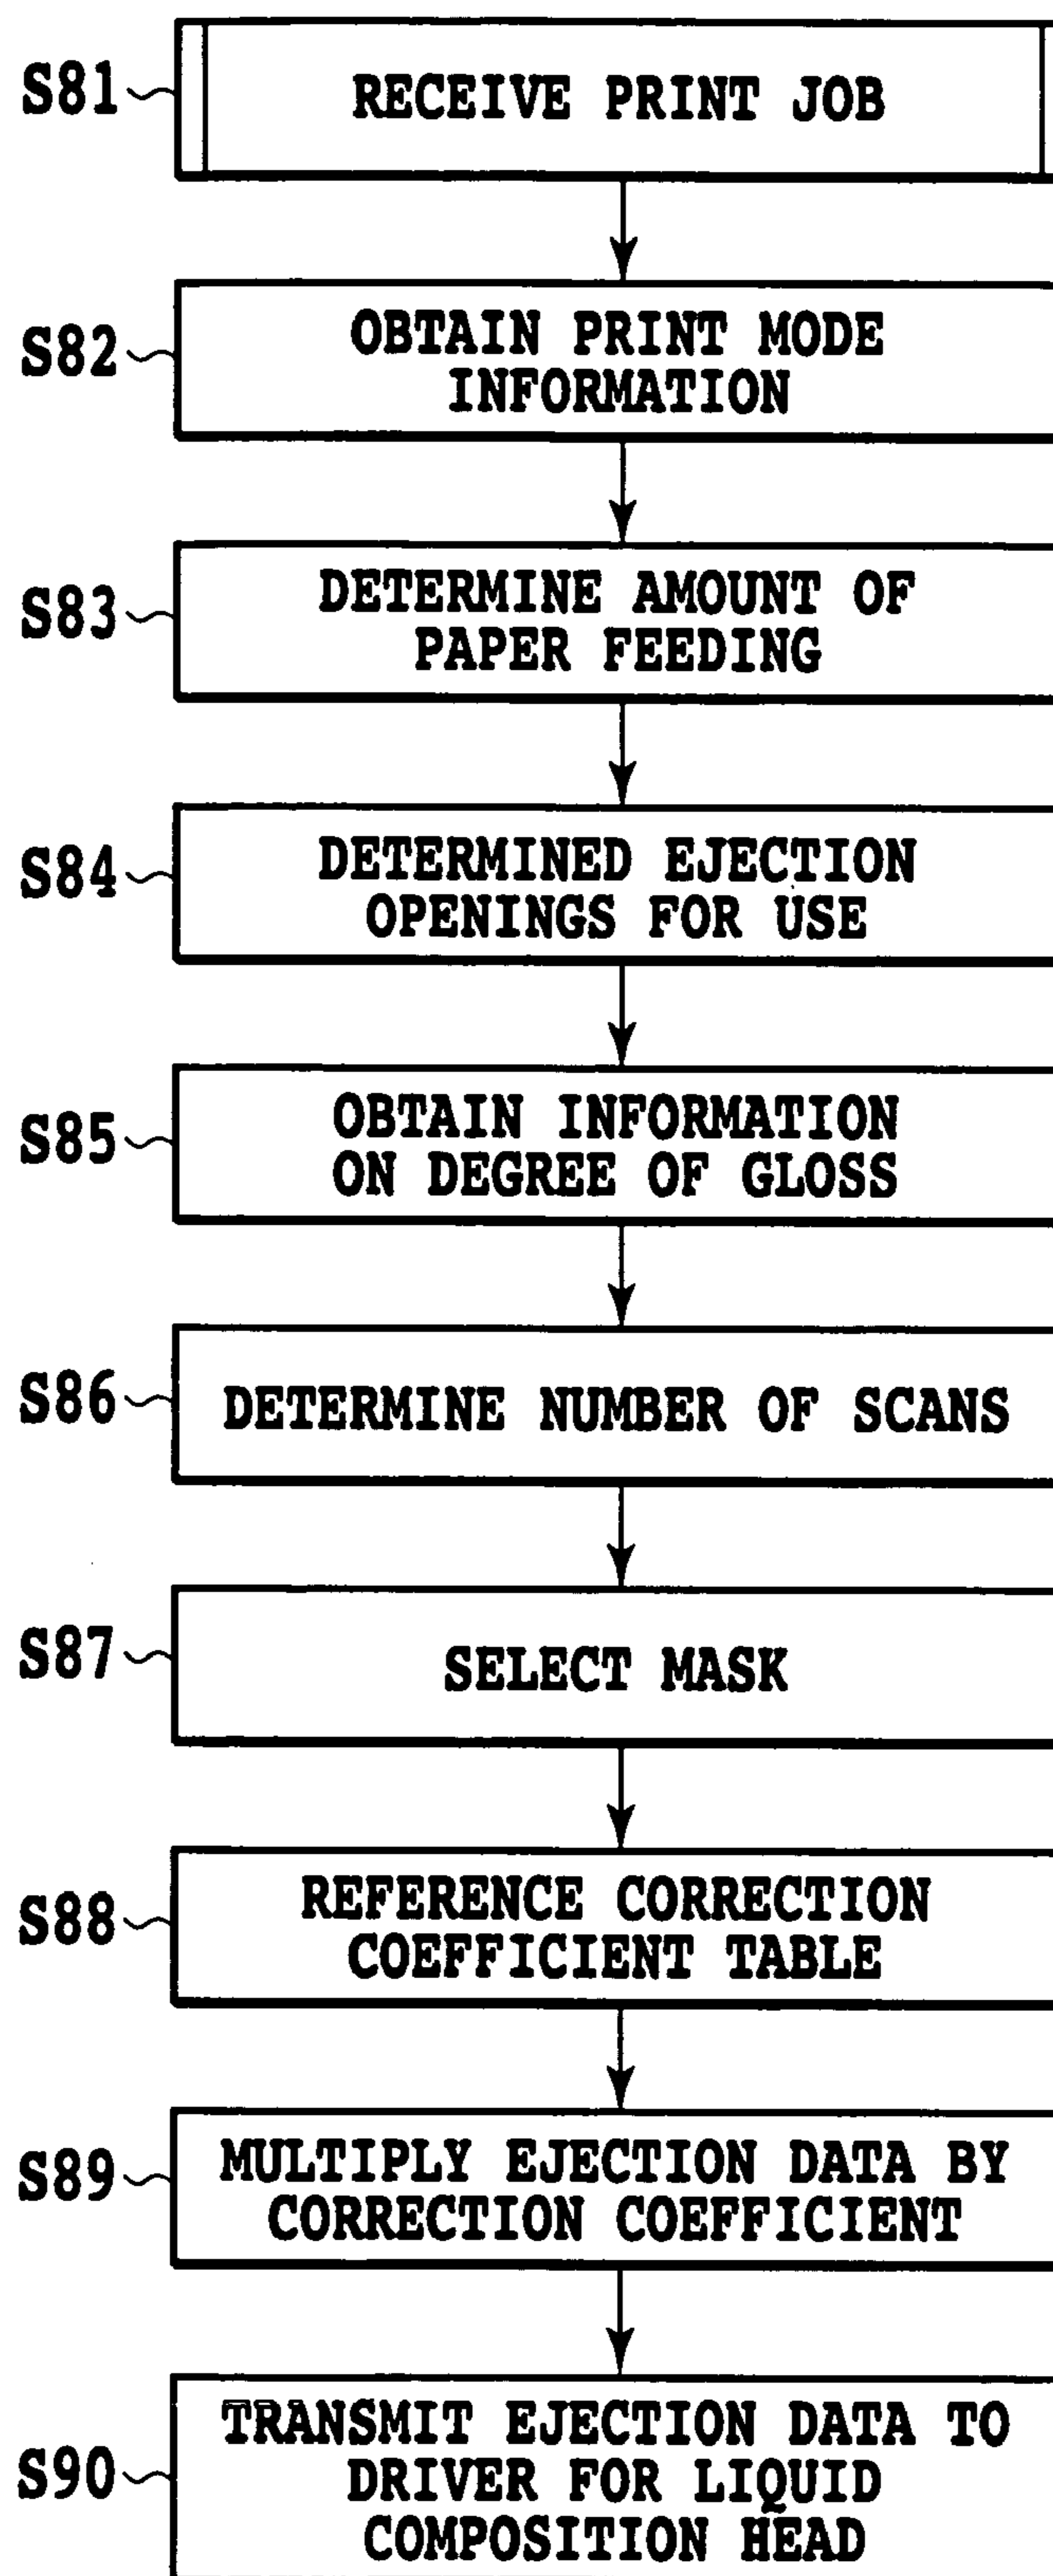 S81 RECEIVE PRINT JOB
S82 OBTAIN PRINT MODE
INFORMATION
S83 DETERMINE AMOUNT OF
PAPER FEEDING
S84 DETERMINED EJECTION
OPENINGS FOR USE
S85 OBTAIN INFORMATION
ON DEGREE OF GLOSS
S86 DETERMINE NUMBER OF SCANS
S87 SELECT MASK
S88 REFERENCE CORRECTION
COEFFICIENT TABLE
S89 MULTIPLY EJECTION DATA BY
CORRECTION COEFFICIENT
S90 TRANSMIT EJECTION DATA TO
DRIVER FOR LIQUID
COMPOSITION HEAD